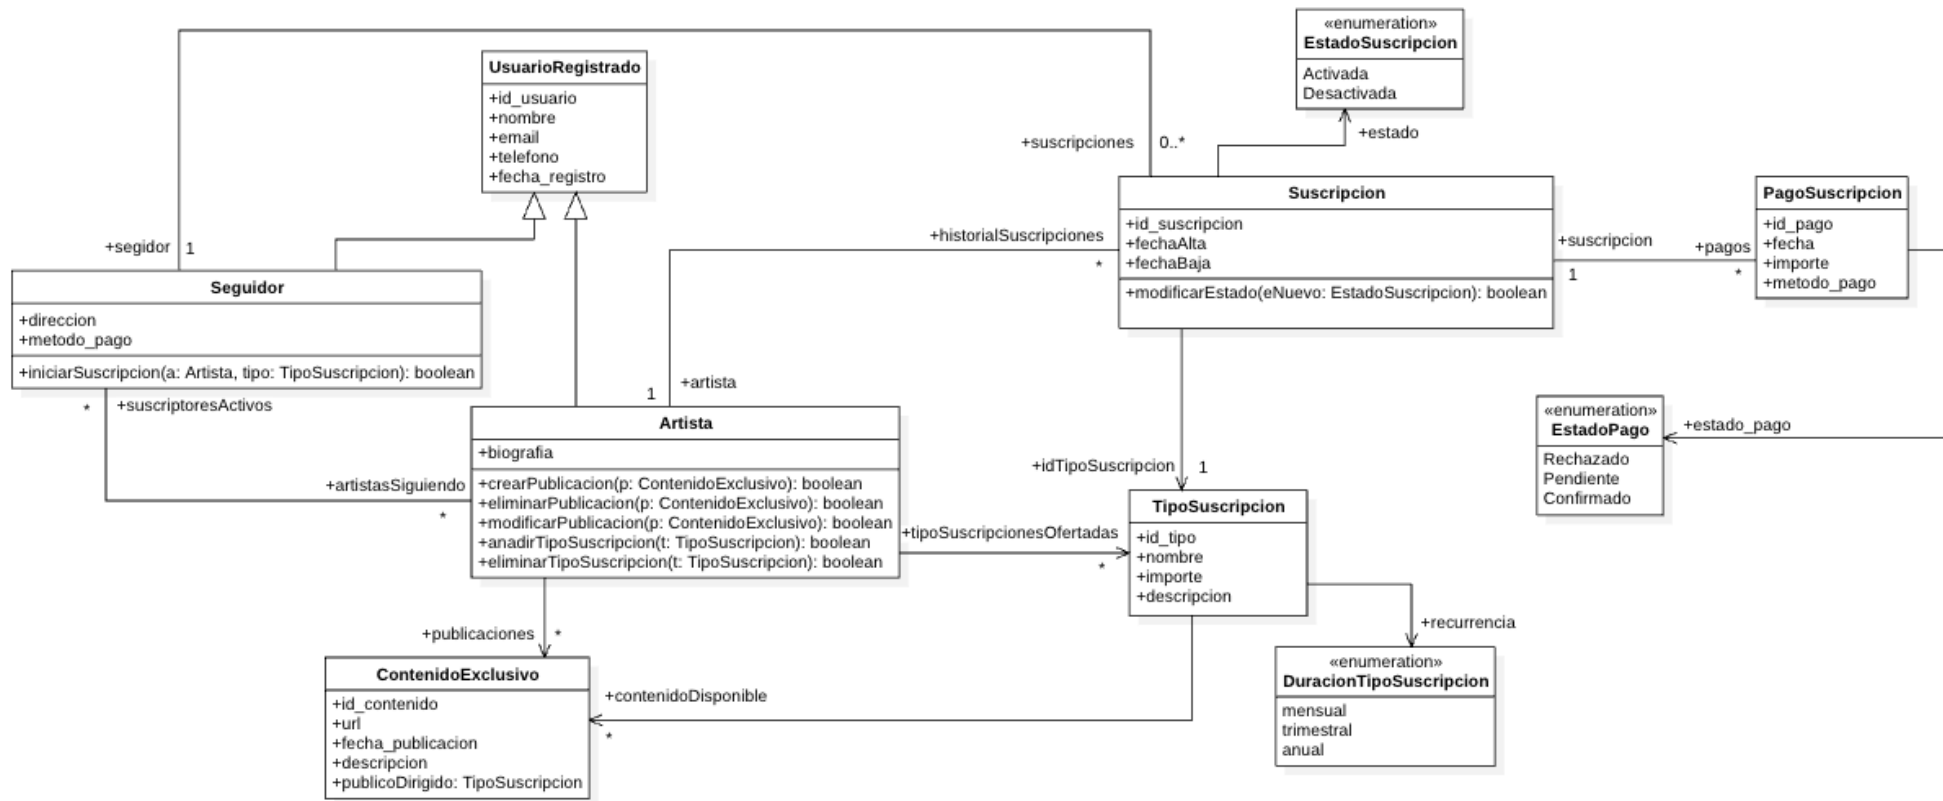 «enumeration»
EstadoSuscripcion
Activada
Desactivada
+estado
UsuarioRegistrado
+id_usuario
+nombre
+email
+telefono
+fecha_registro
+suscripciones
0..*
+segidor
1
Seguidor
+direccion
+metodo_pago
+iniciarSuscripcion(a: Artista, tipo: TipoSuscripcion): boolean
+historialSuscripciones
*
Suscripcion
+id_suscripcion
+fechaAlta
+fechaBaja
+modificarEstado(eNuevo: EstadoSuscripcion): boolean
+suscripcion
1
+pagos
*
PagoSuscripcion
+id_pago
+fecha
+importe
+metodo_pago
*
+suscriptoresActivos
1
+artista
Artista
+biografia
+crearPublicacion(p: ContenidoExclusivo): boolean
+eliminarPublicacion(p: ContenidoExclusivo): boolean
+modificarPublicacion(p: ContenidoExclusivo): boolean
+anadirTipoSuscripcion(t: TipoSuscripcion): boolean
+eliminarTipoSuscripcion(t: TipoSuscripcion): boolean
+artistasSiguiendo
*
«enumeration»
EstadoPago
Rechazado
Pendiente
Confirmado
+estado_pago
+idTipoSuscripcion
1
+tipoSuscripcionesOfertadas
*
TipoSuscripcion
+id_tipo
+nombre
+importe
+descripcion
+publicaciones
*
+recurrencia
«enumeration»
DuracionTipoSuscripcion
mensual
trimestral
anual
ContenidoExclusivo
+id_contenido
+url
+fecha_publicacion
+descripcion
+publicoDirigido: TipoSuscripcion
+contenidoDisponible
*